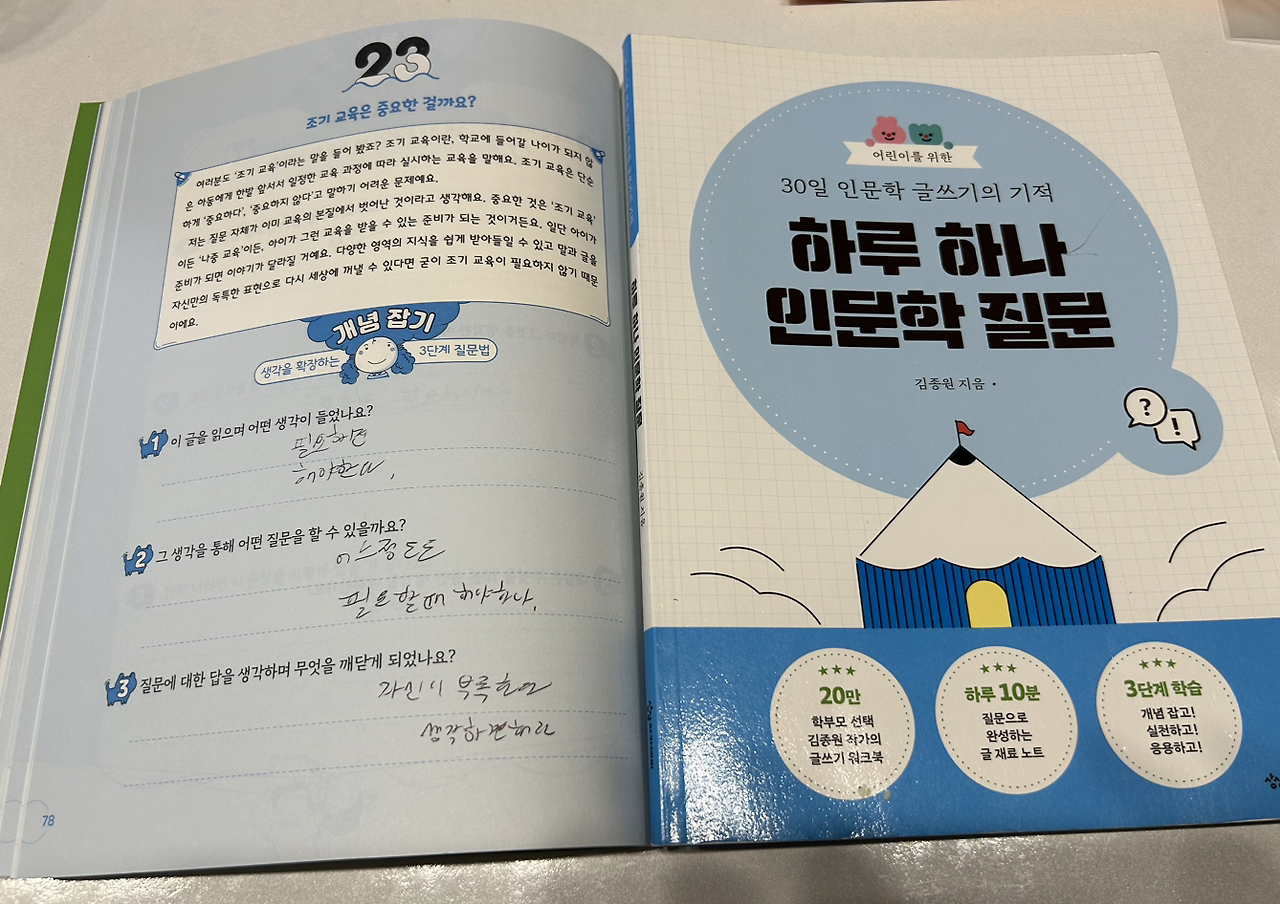 23
조기 교육은 중요한 걸까요?
여러분도 '조기 교육'이라는 말을 들어 봤죠? 조기 교육이란, 학교에 들어갈 나이가 되지 않
은 아동에게 한발 앞서서 일정한 교육 과정에 따라 실시하는 교육을 말해요. 조기 교육은 단순
하게 '중요하다', '중요하지 않다'고 말하기 어려운 문제예요.
저는 질문 자체가 이미 교육의 본질에서 벗어난 것이라고 생각해요. 중요한 것은 '조기 교육'
이든 '나중 교육'이든, 아이가 그런 교육을 받을 수 있는 준비가 되는 것이거든요. 일단 아이가
준비가 되면 이야기가 달라질 거예요. 다양한 영역의 지식을 쉽게 받아들일 수 있고 말과 글을
자신만의 독특한 표현으로 다시 세상에 꺼낼 수 있다면 굳이 조기 교육이 필요하지 않기 때문
이에요.
개념 잡기
생각을 확장하는 3단계 질문법
1 이 글을 읽으며 어떤 생각이 들었나요?
필요하면
해야한다.
2 그 생각을 통해 어떤 질문을 할 수 있을까요?
어느정도로
필요할때 해야하나.
3 질문에 대한 답을 생각하며 무엇을 깨닫게 되었나요?
자신이 부족하면
생각하면해라
78
하루 하나 인문학 질문
김종원 지음
어린이를 위한
30일 인문학 글쓰기의 기적
하루 하나
인문학 질문
김종원 지음
?
!
20만
학부모 선택
김종원 작가의
글쓰기 워크북
하루 10분
질문으로
완성하는
글 재료 노트
3단계 학습
개념 잡고!
실천하고!
응용하고!